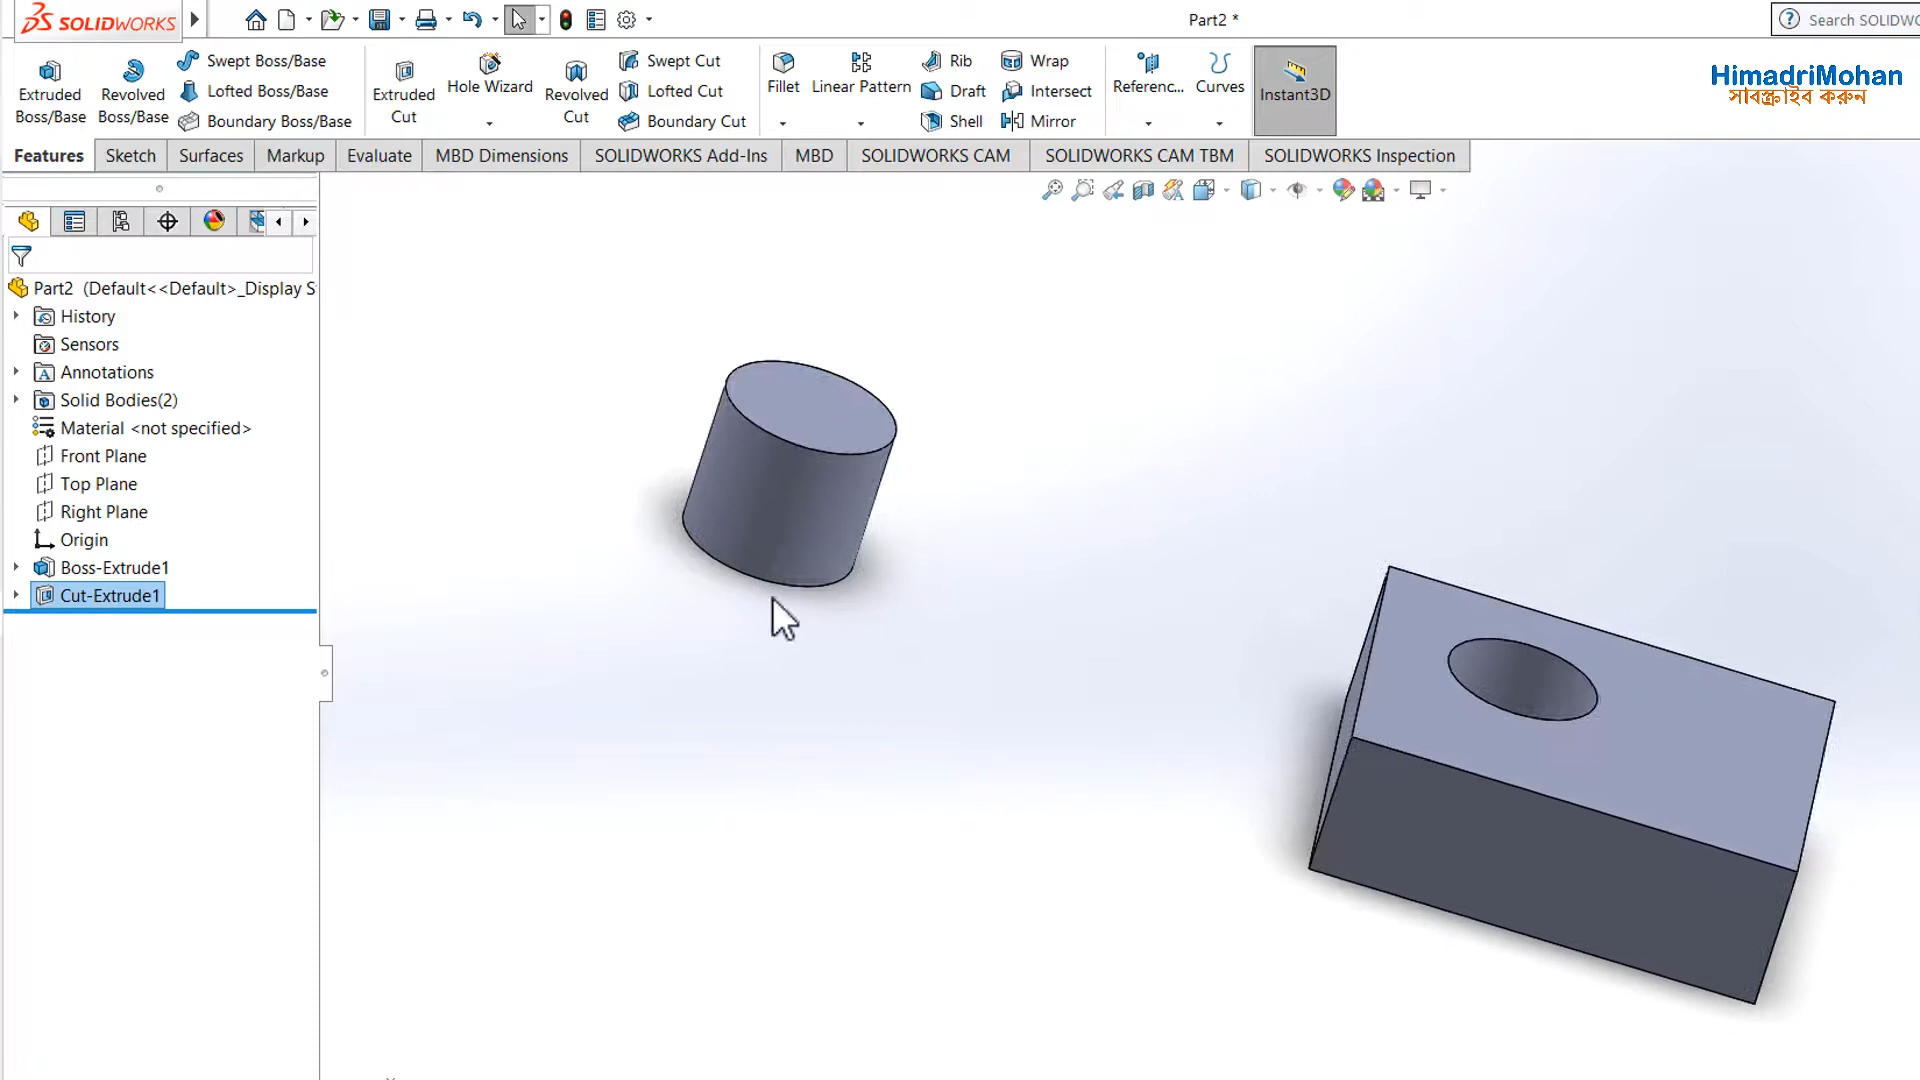 SOLIDWORKS
Part2 *
Search SOLIDWO
Extruded Boss/Base
Revolved Boss/Base
Swept Boss/Base
Lofted Boss/Base
Boundary Boss/Base
Extruded Cut
Hole Wizard
Revolved Cut
Swept Cut
Lofted Cut
Boundary Cut
Fillet
Linear Pattern
Rib
Draft
Shell
Wrap
Intersect
Mirror
Referenc...
Curves
Instant3D
HimadriMohan
সাবস্ক্রাইব করুন
Features
Sketch
Surfaces
Markup
Evaluate
MBD Dimensions
SOLIDWORKS Add-Ins
MBD
SOLIDWORKS CAM
SOLIDWORKS CAM TBM
SOLIDWORKS Inspection
Part2 (Default<<Default>_Display S
History
Sensors
Annotations
Solid Bodies(2)
Material <not specified>
Front Plane
Top Plane
Right Plane
Origin
Boss-Extrude1
Cut-Extrude1